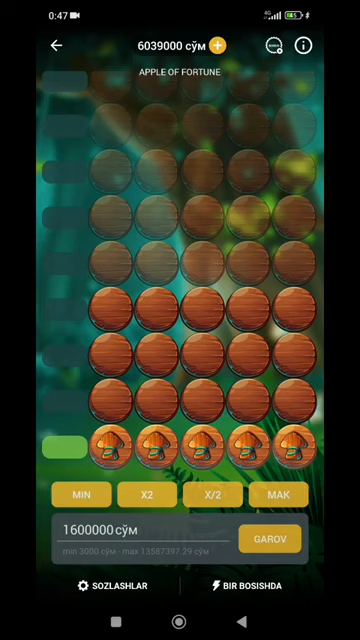 0:47
4G
6039000 сўм
APPLE OF FORTUNE
MIN
X2
X/2
MAK
1600000 сўм
GAROV
min 3000 сўм - max 13587397.29 сўм
SOZLASHLAR
BIR BOSISHDA